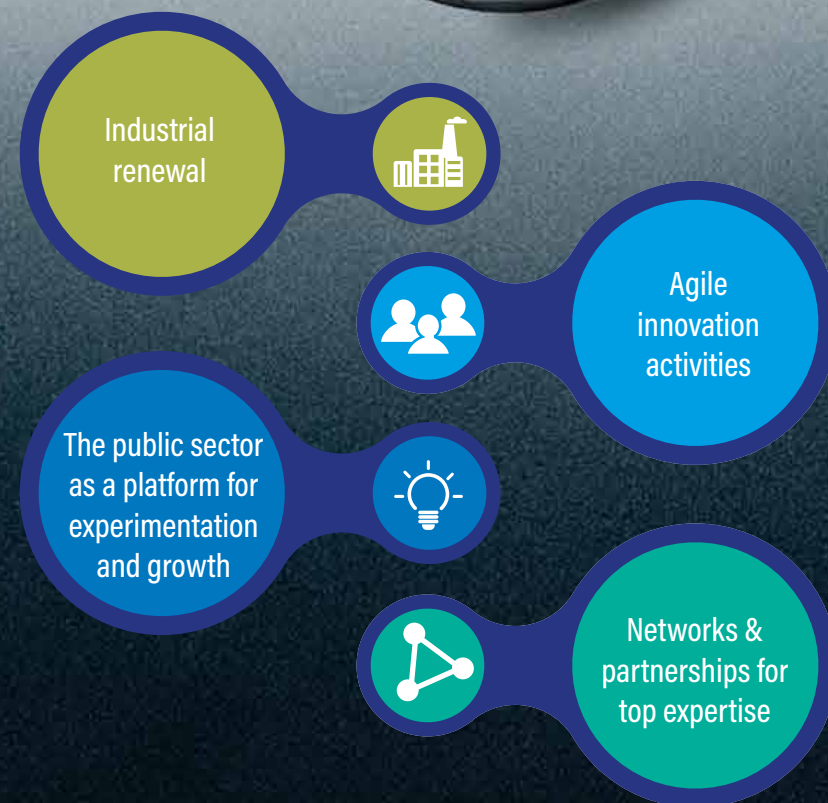 Industrial
renewal
Agile
innovation
activities
The public sector
as a platform for
experimentation
and growth
Networks &
partnerships for
top expertise